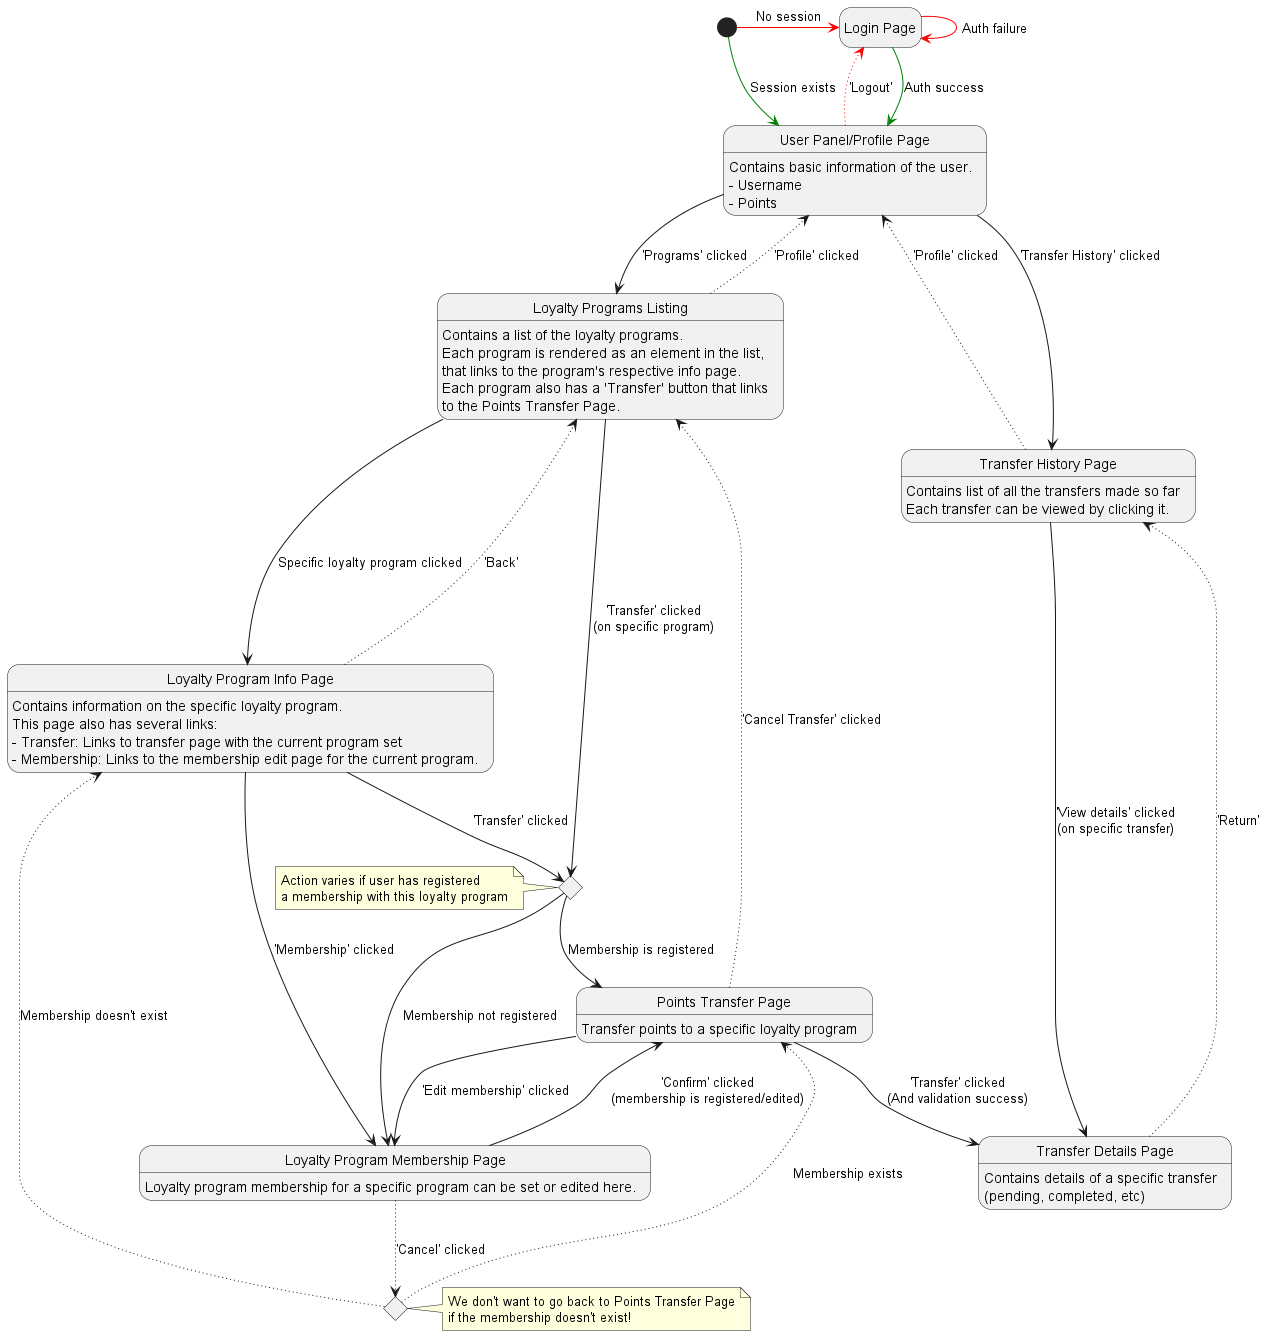 No session
Login Page
Auth failure
Session exists
'Logout'
Auth success
User Panel/Profile Page
Contains basic information of the user.
- Username
- Points
'Programs' clicked
'Profile' clicked
'Profile' clicked
'Transfer History' clicked
Loyalty Programs Listing
Contains a list of the loyalty programs.
Each program is rendered as an element in the list,
that links to the program's respective info page.
Each program also has a 'Transfer' button that links
to the Points Transfer Page.
Transfer History Page
Contains list of all the transfers made so far
Each transfer can be viewed by clicking it.
Specific loyalty program clicked
'Back'
'Transfer' clicked
(on specific program)
Loyalty Program Info Page
Contains information on the specific loyalty program.
This page also has several links:
- Transfer: Links to transfer page with the current program set
- Membership: Links to the membership edit page for the current program.
'Cancel Transfer' clicked
'Transfer' clicked
'View details' clicked
(on specific transfer)
'Return'
Action varies if user has registered
a membership with this loyalty program
'Membership' clicked
Membership is registered
Points Transfer Page
Transfer points to a specific loyalty program
Membership doesn't exist
Membership not registered
'Edit membership' clicked
'Confirm' clicked
(membership is registered/edited)
'Transfer' clicked
(And validation success)
Loyalty Program Membership Page
Loyalty program membership for a specific program can be set or edited here.
Membership exists
Transfer Details Page
Contains details of a specific transfer
(pending, completed, etc)
'Cancel' clicked
We don't want to go back to Points Transfer Page
if the membership doesn't exist!